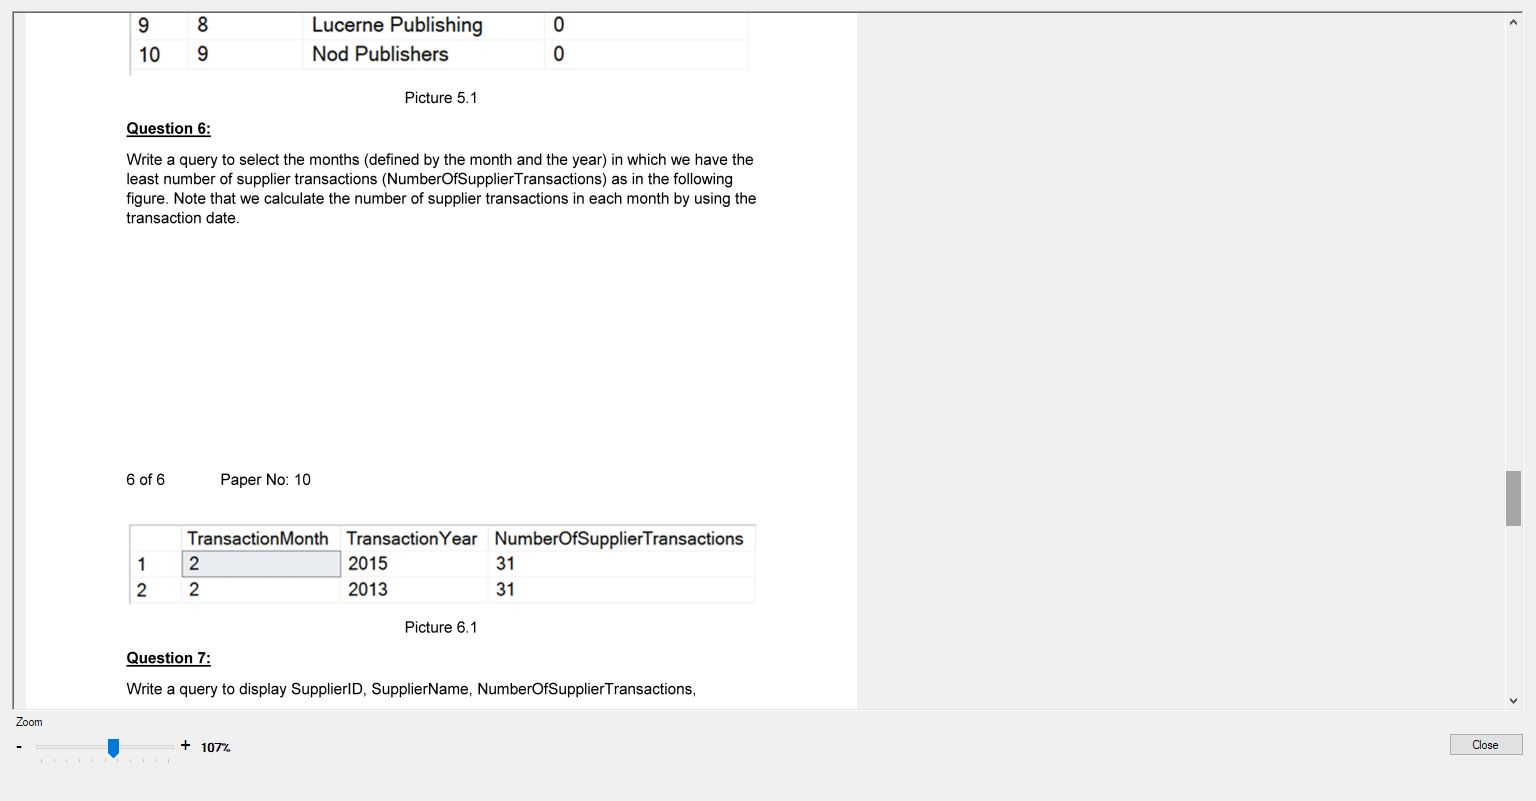 9 8 Lucerne Publishing 0
10 9 Nod Publishers 0
Picture 5.1
Question 6:
Write a query to select the months (defined by the month and the year) in which we have the
least number of supplier transactions (NumberOfSupplierTransactions) as in the following
figure. Note that we calculate the number of supplier transactions in each month by using the
transaction date.
6 of 6 Paper No: 10
TransactionMonth TransactionYear NumberOfSupplierTransactions
1 2 2015 31
2 2 2013 31
Picture 6.1
Question 7:
Write a query to display SupplierID, SupplierName, NumberOfSupplierTransactions,
Zoom
- + 107%
Close